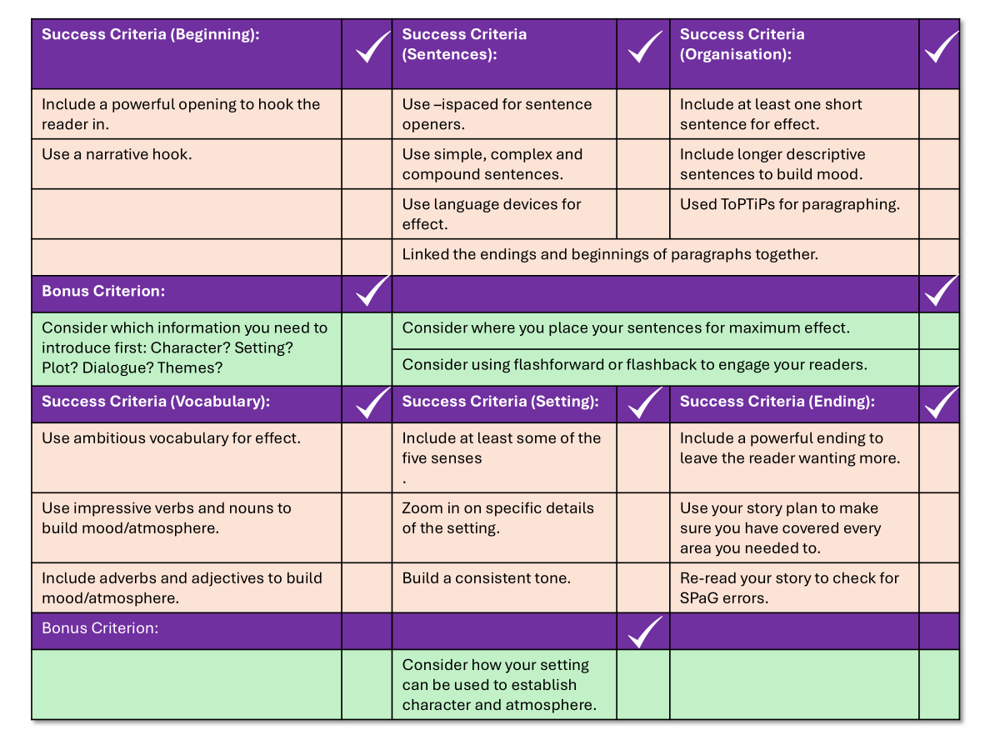 Success Criteria (Beginning):
Success Criteria
(Sentences):
Success Criteria
(Organisation):
Include a powerful opening to hook the
reader in.
Use –ispaced for sentence
openers.
Include at least one short
sentence for effect.
Use a narrative hook.
Use simple, complex and
compound sentences.
Include longer descriptive
sentences to build mood.
Use language devices for
effect.
Used ToPTiPs for paragraphing.
Linked the endings and beginnings of paragraphs together.
Bonus Criterion:
Consider which information you need to
introduce first: Character? Setting?
Plot? Dialogue? Themes?
Consider where you place your sentences for maximum effect.
Consider using flashforward or flashback to engage your readers.
Success Criteria (Vocabulary):
Success Criteria (Setting):
Success Criteria (Ending):
Use ambitious vocabulary for effect.
Include at least some of the
five senses
.
Include a powerful ending to
leave the reader wanting more.
Use impressive verbs and nouns to
build mood/atmosphere.
Zoom in on specific details
of the setting.
Use your story plan to make
sure you have covered every
area you needed to.
Include adverbs and adjectives to build
mood/atmosphere.
Build a consistent tone.
Re-read your story to check for
SPaG errors.
Bonus Criterion:
Consider how your setting
can be used to establish
character and atmosphere.